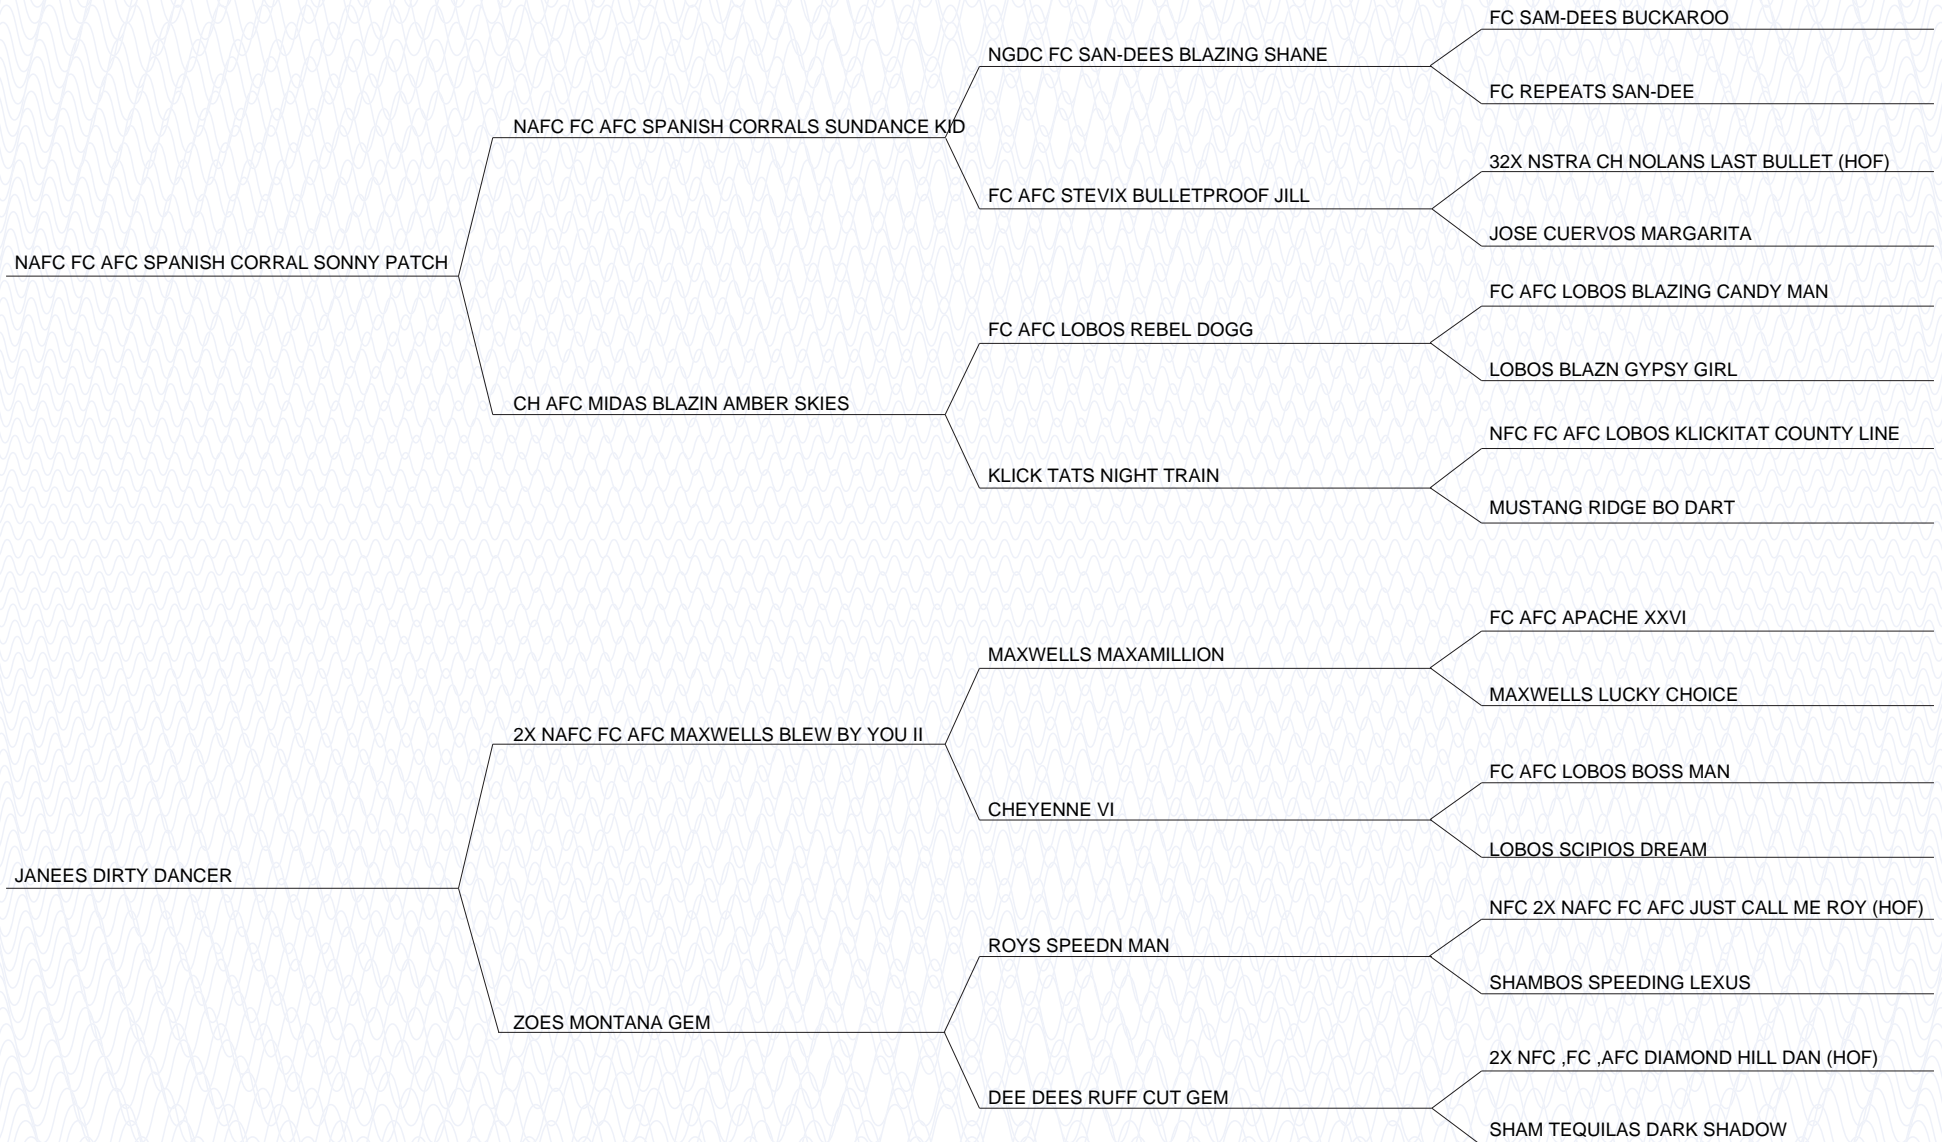 FC SAM-DEES BUCKAROO
NGDC FC SAN-DEES BLAZING SHANE
FC REPEATS SAN-DEE
NAFC FC AFC SPANISH CORRALS SUNDANCE KID
32X NSTRA CH NOLANS LAST BULLET (HOF)
FC AFC STEVIX BULLETPROOF JILL
JOSE CUERVOS MARGARITA
NAFC FC AFC SPANISH CORRAL SONNY PATCH
FC AFC LOBOS BLAZING CANDY MAN
FC AFC LOBOS REBEL DOGG
LOBOS BLAZN GYPSY GIRL
CH AFC MIDAS BLAZIN AMBER SKIES
NFC FC AFC LOBOS KLICKITAT COUNTY LINE
KLICK TATS NIGHT TRAIN
MUSTANG RIDGE BO DART
FC AFC APACHE XXVI
MAXWELLS MAXAMILLION
MAXWELLS LUCKY CHOICE
2X NAFC FC AFC MAXWELLS BLEW BY YOU II
FC AFC LOBOS BOSS MAN
CHEYENNE VI
LOBOS SCIPIOS DREAM
JANEES DIRTY DANCER
NFC 2X NAFC FC AFC JUST CALL ME ROY (HOF)
ROYS SPEEDN MAN
SHAMBOS SPEEDING LEXUS
ZOES MONTANA GEM
2X NFC ,FC ,AFC DIAMOND HILL DAN (HOF)
DEE DEES RUFF CUT GEM
SHAM TEQUILAS DARK SHADOW